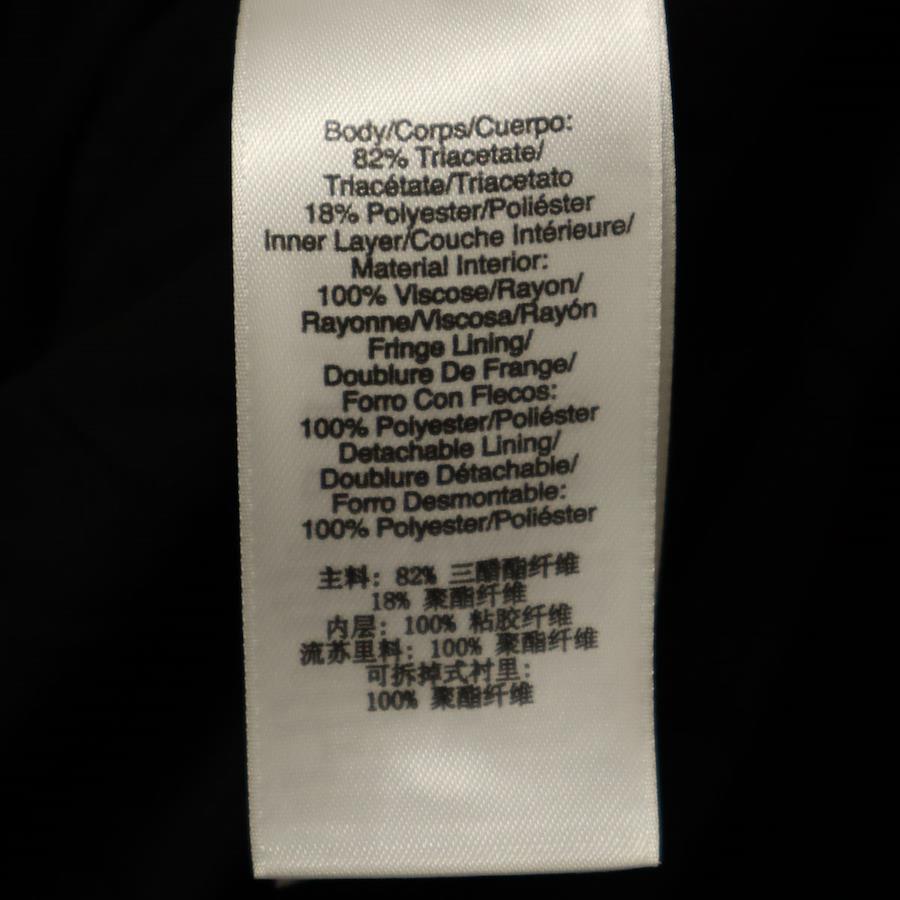 Body/Corps/Cuerpo:
82% Triacetate/
Triacétate/Triacetato
18% Polyester/Poliéster
Inner Layer/Couche Intérieure/
Material Interior:
100% Viscose/Rayon/
Rayonne/Viscosa/Rayón
Fringe Lining/
Doublure De Frange/
Forro Con Flecos:
100% Polyester/Poliéster
Detachable Lining/
Doublure Détachable/
Forro Desmontable:
100% Polyester/Poliéster
主料: 82% 三醋酯纤维
18% 聚酯纤维
内层: 100% 粘胶纤维
流苏里料: 100% 聚酯纤维
可拆掉式衬里:
100% 聚酯纤维